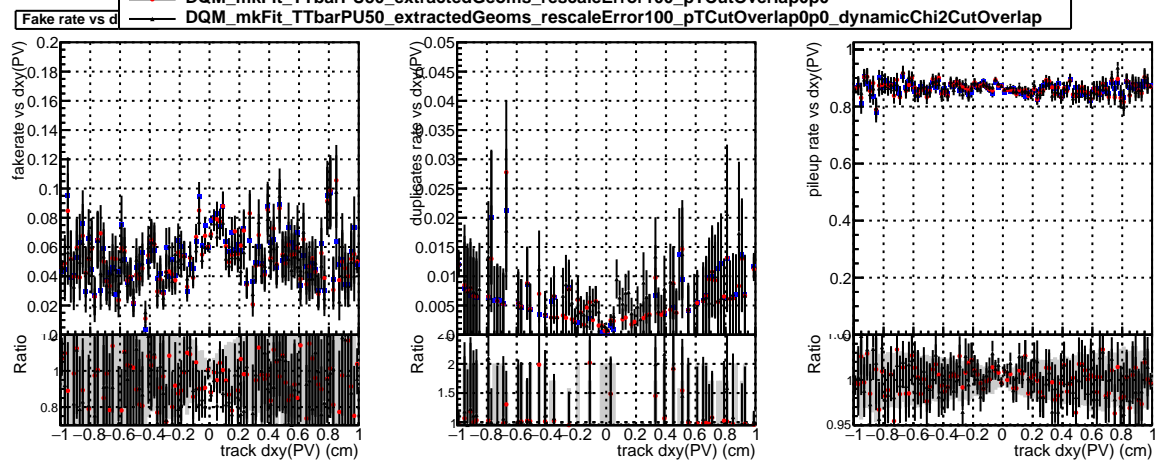 DQM_mkFit_TTbarPU50_extractedGeoms_rescaleError100_pTCutOverlap0p0
DQM_mkFit_TTbarPU50_extractedGeoms_rescaleError100_pTCutOverlap0p0_dynamicChi2CutOverlap
Fake rate vs d
fakerate vs dxy(PV)
0.2
0.18
0.16
0.14
0.12
0.1
0.08
0.06
0.04
0.02
0
Ratio
1
0.8
−1 −0.8 −0.6 −0.4 −0.2 0 0.2 0.4 0.6 0.8 1
track dxy(PV) (cm)
duplicates rate vs dxy(PV)
0.05
0.045
0.04
0.035
0.03
0.025
0.02
0.015
0.01
0.005
0
Ratio
2
1.5
1
−1 −0.8 −0.6 −0.4 −0.2 0 0.2 0.4 0.6 0.8 1
track dxy(PV) (cm)
pileup rate vs dxy(PV)
1
0.8
0.6
0.4
0.2
0
Ratio
1
0.95
−1 −0.8 −0.6 −0.4 −0.2 0 0.2 0.4 0.6 0.8 1
track dxy(PV) (cm)